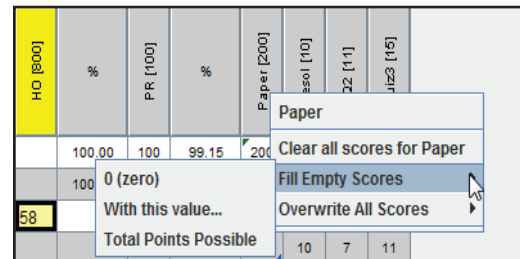 HO [800]
%
PR [100]
%
Paper [200]
esol [10]
Q2 [11]
uiz3 [15]
Paper
100.00 100 99.15 200
Clear all scores for Paper
100
0 (zero)
Fill Empty Scores
58
With this value...
Overwrite All Scores
Total Points Possible
10 7 11